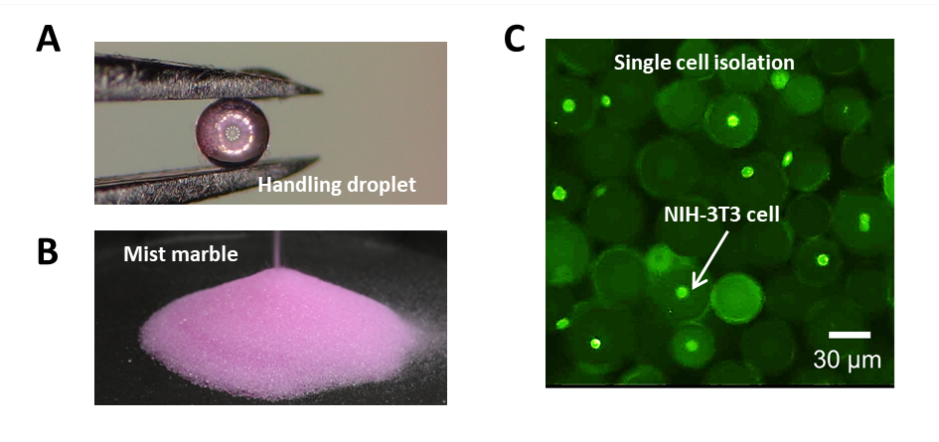 A
Handling droplet
B
Mist marble
C
Single cell isolation
NIH-3T3 cell
30 μm